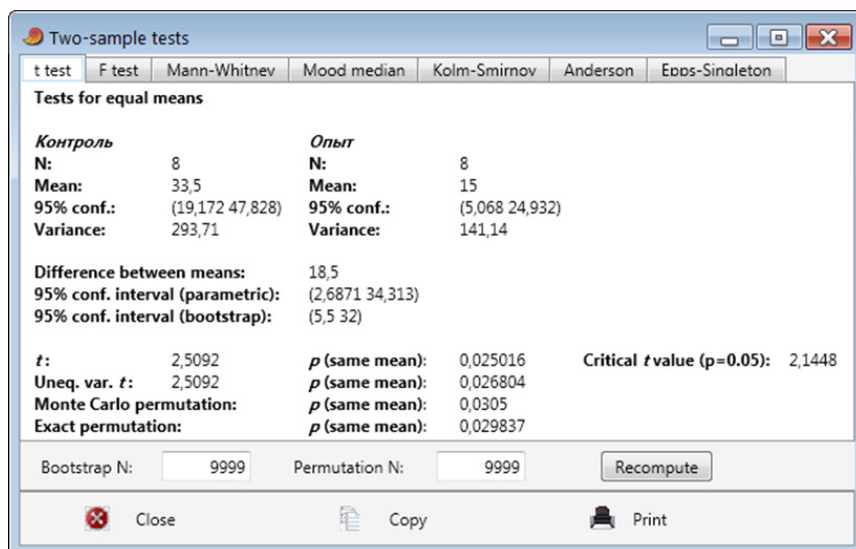 Two-sample tests
t test F test Mann-Whitney Mood median Kolm-Smirnov Anderson Epps-Singleton
Tests for equal means
Контроль Опыт
N: 8 N: 8
Mean: 33,5 Mean: 15
95% conf.: (19,172 47,828) 95% conf.: (5,068 24,932)
Variance: 293,71 Variance: 141,14
Difference between means: 18,5
95% conf. interval (parametric): (2,6871 34,313)
95% conf. interval (bootstrap): (5,5 32)
t: 2,5092 p (same mean): 0,025016 Critical t value (p=0.05): 2,1448
Uneq. var. t: 2,5092 p (same mean): 0,026804
Monte Carlo permutation: p (same mean): 0,0305
Exact permutation: p (same mean): 0,029837
Bootstrap N: 9999 Permutation N: 9999 Recompute
Close Copy Print